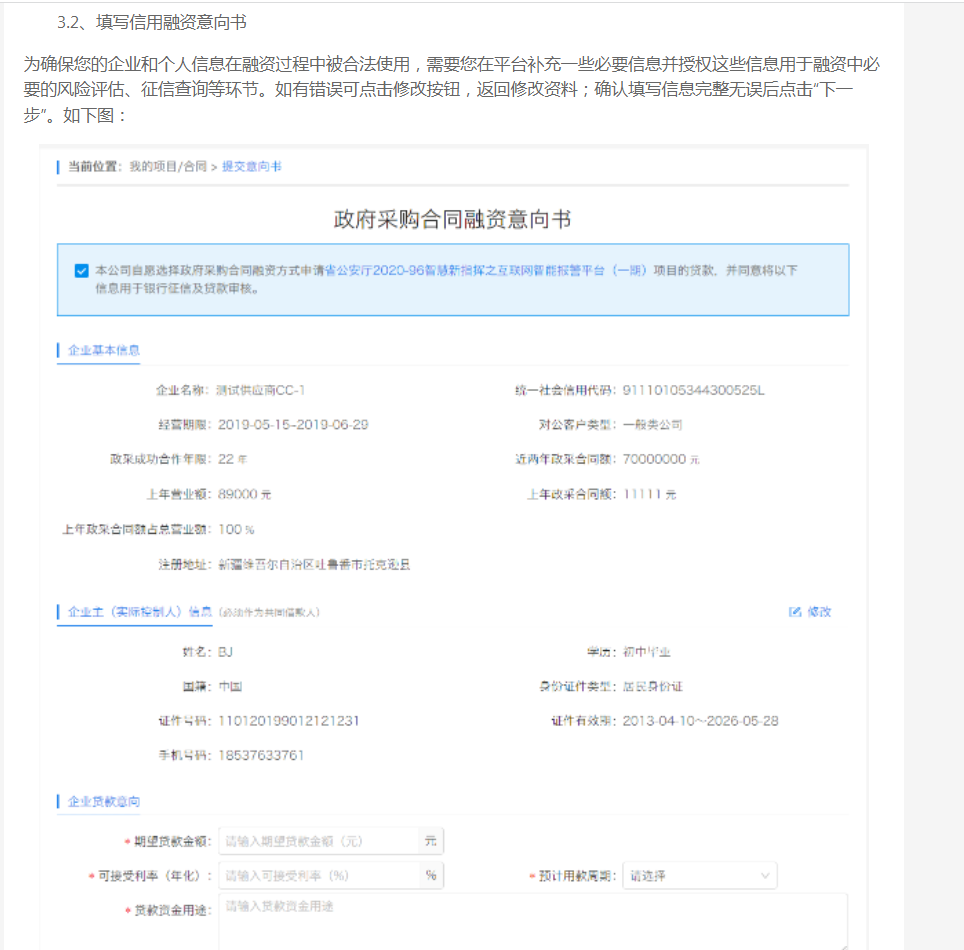 3.2、填写信用融资意向书
为确保您的企业和个人信息在融资过程中被合法使用，需要您在平台补充一些必要信息并授权这些信息用于融资中必
要的风险评估、征信查询等环节。如有错误可点击修改按钮，返回修改资料；确认填写信息完整无误后点击“下一
步”。如下图：
当前位置：我的项目/合同 > 提交意向书
政府采购合同融资意向书
本公司自愿选择政府采购合同融资方式申请省公安厅2020-96智慧新指挥之互联网智能报警平台（一期）项目的贷款，并同意将以下
信息用于银行征信及贷款审核。
企业基本信息
企业名称：测试供应商CC-1 统一社会信用代码：91110105344300525L
经营期限：2019-05-15~2019-06-29 对公客户类型：一般类公司
政采成功合作年限：22 年 近两年政采合同额：70000000 元
上年营业额：89000 元 上年政采合同额：11111 元
上年政采合同额占总营业额：100 %
注册地址：新疆维吾尔自治区吐鲁番市托克逊县
企业主（实际控制人）信息（必须作为共同借款人） 修改
姓名：BJ 学历：初中毕业
国籍：中国 身份证件类型：居民身份证
证件号码：110120199012121231 证件有效期：2013-04-10~2026-05-28
手机号码：18537633761
企业贷款意向
* 期望贷款金额： 请输入期望贷款金额（元） 元
* 可接受利率（年化）： 请输入可接受利率（%） % * 预计用款周期： 请选择
* 贷款资金用途： 请输入贷款资金用途